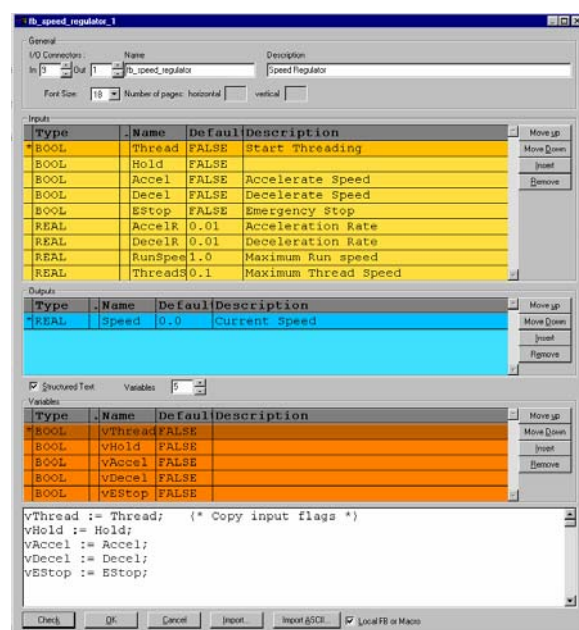 fb_speed_regulator_1
General
I/O Connectors: Name Description
In 9 Out 1 fb_speed_regulator Speed Regulator
Font Size: 18 Number of pages: horizontal vertical
Inputs
Type . Name Defaul Description
*BOOL Thread FALSE Start Threading
BOOL Hold FALSE
BOOL Accel FALSE Accelerate Speed
BOOL Decel FALSE Decelerate Speed
BOOL EStop FALSE Emergency Stop
REAL AccelR 0.01 Acceleration Rate
REAL DecelR 0.01 Deceleration Rate
REAL RunSpee 1.0 Maximum Run speed
REAL ThreadS 0.1 Maximum Thread Speed
Move up
Move Down
Insert
Remove
Outputs
Type . Name Defaul Description
*REAL Speed 0.0 Current Speed
Move up
Move Down
Insert
Remove
Structured Text Variables 5
Variables
Type . Name Defaul Description
*BOOL vThread FALSE
BOOL vHold FALSE
BOOL vAccel FALSE
BOOL vDecel FALSE
BOOL vEStop FALSE
Move up
Move Down
Insert
Remove
vThread := Thread; (* Copy input flags *)
vHold := Hold;
vAccel := Accel;
vDecel := Decel;
vEStop := EStop;
Check OK Cancel Import... Import ASCII... Local FB or Macro